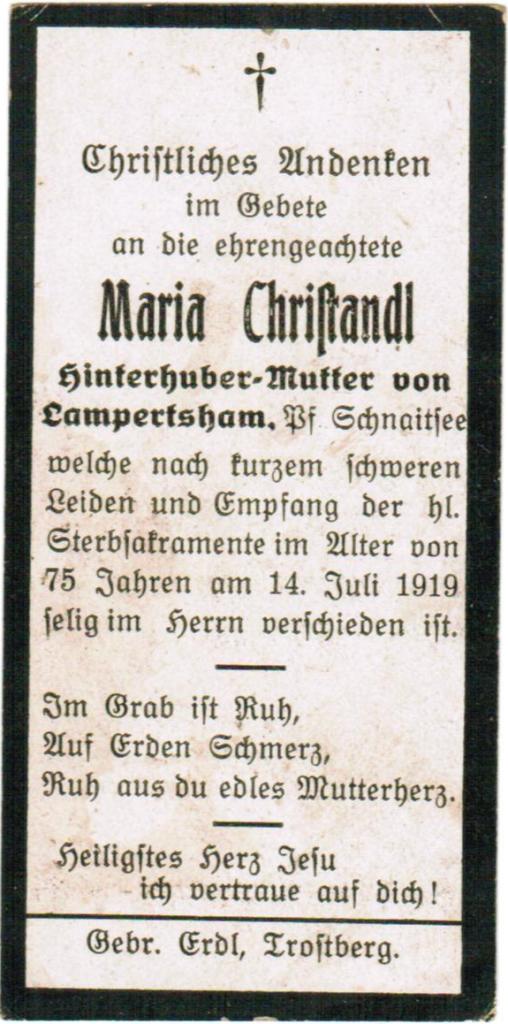 Christliches Andenken
im Gebete
an die ehrengeachtete
Maria Christandl
Hinterhuber-Mutter von
Lampertsham. Pf Schnaitsee
welche nach kurzem schweren
Leiden und Empfang der hl.
Sterbsakramente im Alter von
75 Jahren am 14. Juli 1919
selig im Herrn verschieden ist.
Im Grab ist Ruh,
Auf Erden Schmerz,
Ruh aus du edles Mutterherz.
Heiligstes Herz Jesu
ich vertraue auf dich!
Gebr. Erdl, Trostberg.